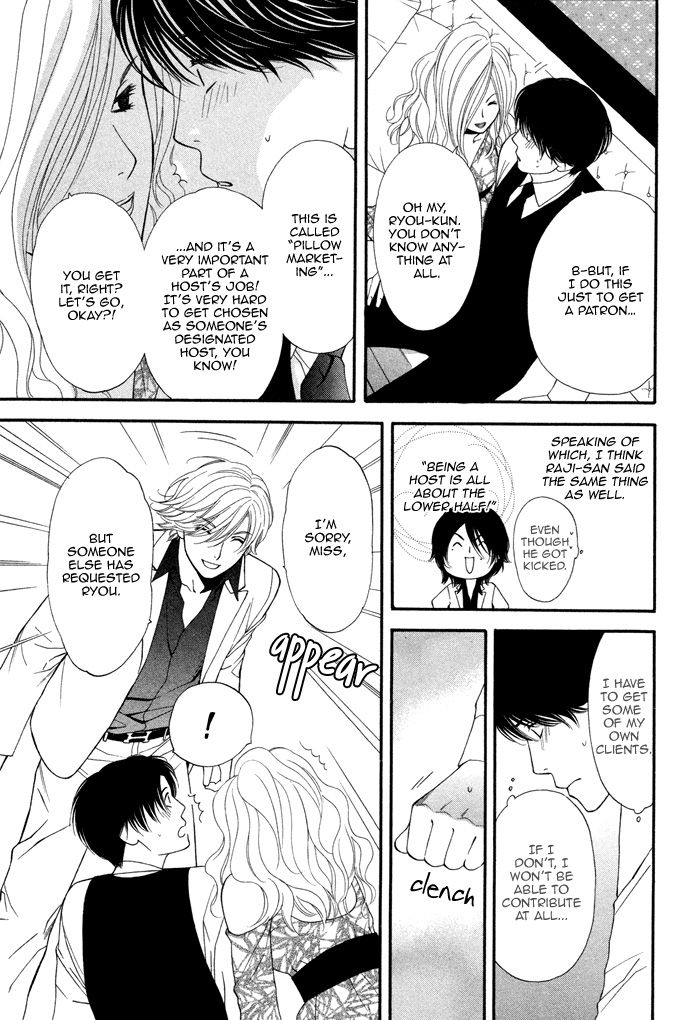 OH MY,
RYOU-KUN.
YOU DON'T
KNOW ANY-
THING AT
ALL.
B-BUT, IF
I DO THIS
JUST TO GET
A PATRON...
THIS IS
CALLED
"PILLOW
MARKET-
ING"...
...AND IT'S A
VERY IMPORTANT
PART OF A
HOST'S JOB!
IT'S VERY HARD
TO GET CHOSEN
AS SOMEONE'S
DESIGNATED
HOST, YOU
KNOW!
YOU GET
IT, RIGHT?
LET'S GO,
OKAY?!
SPEAKING OF
WHICH, I THINK
RAJI-SAN SAID
THE SAME THING
AS WELL.
"BEING A
HOST IS ALL
ABOUT THE
LOWER HALF!"
EVEN
THOUGH
HE GOT
KICKED.
I HAVE
TO GET
SOME
OF MY
OWN
CLIENTS.
IF I
DON'T, I
WON'T BE
ABLE TO
CONTRIBUTE
AT ALL...
clench
I'M
SORRY,
MISS,
BUT
SOMEONE
ELSE HAS
REQUESTED
RYOU.
appear
!